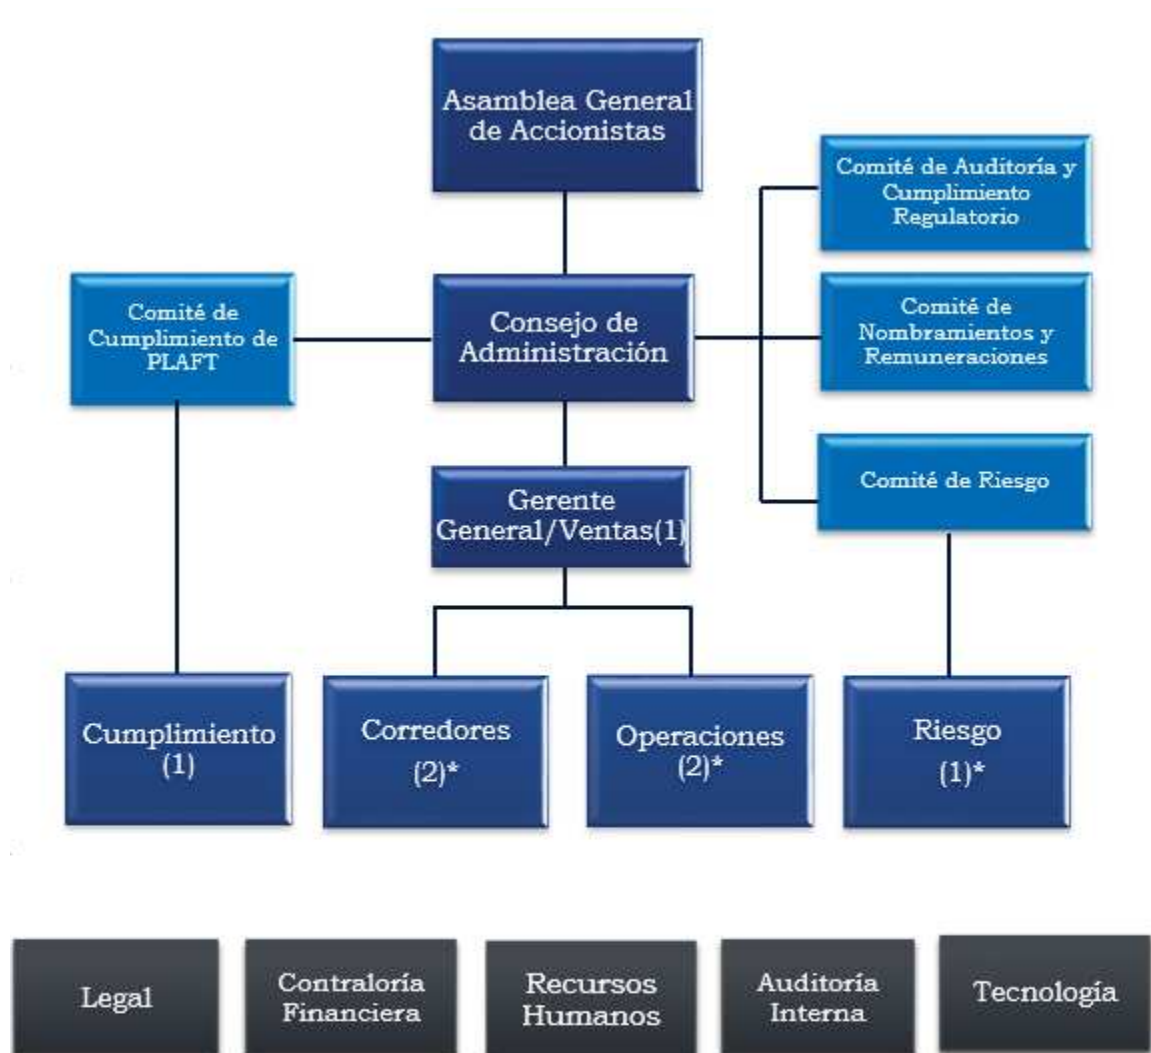 Asamblea General
de Accionistas
Comité de Auditoría y
Cumplimiento
Regulatorio
Comité de
Cumplimiento de
PLAFT
Consejo de
Administración
Comité de
Nombramientos y
Remuneraciones
Gerente
General/Ventas(1)
Comité de Riesgo
Cumplimiento
(1)
Corredores
(2)*
Operaciones
(2)*
Riesgo
(1)*
Legal
Contraloría
Financiera
Recursos
Humanos
Auditoría
Interna
Tecnología